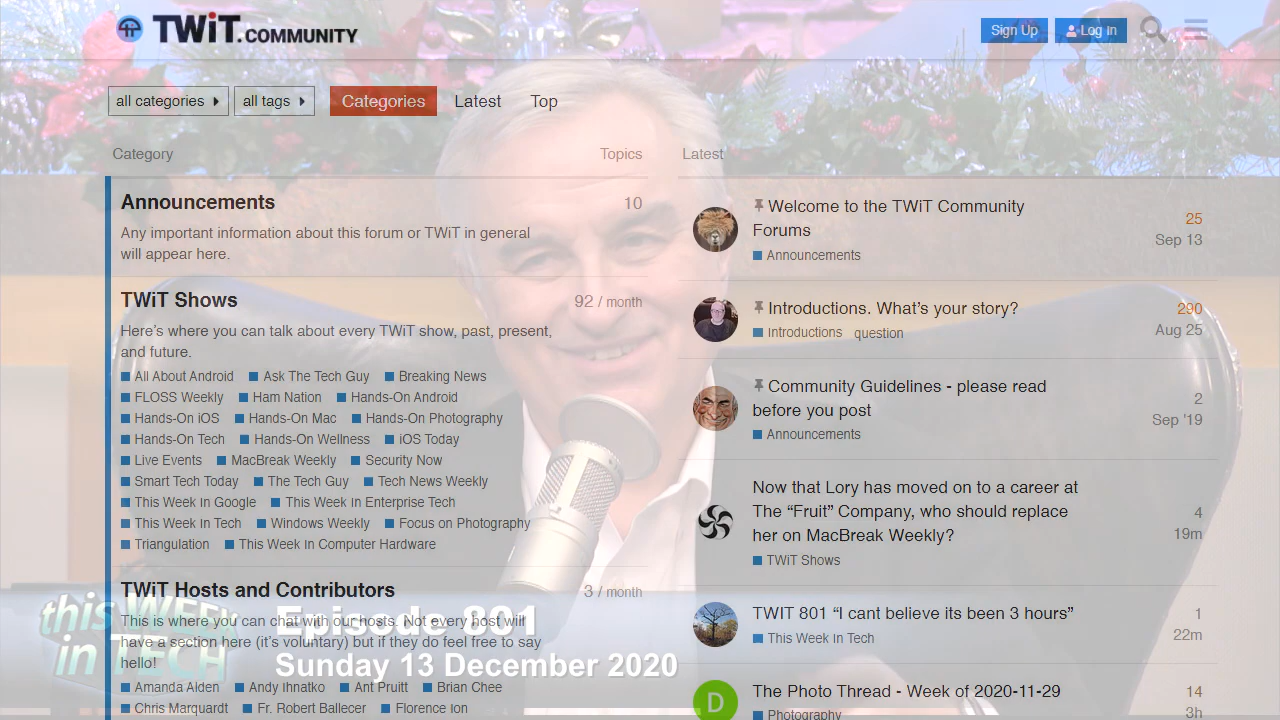 TWiT.COMMUNITY
Sign Up
Log In
all categories
all tags
Categories
Latest
Top
Category
Topics
Announcements
10
Any important information about this forum or TWiT in general
will appear here.
TWiT Shows
92 / month
Here's where you can talk about every TWiT show, past, present,
and future.
All About Android Ask The Tech Guy Breaking News
FLOSS Weekly Ham Nation Hands-On Android
Hands-On iOS Hands-On Mac Hands-On Photography
Hands-On Tech Hands-On Wellness iOS Today
Live Events MacBreak Weekly Security Now
Smart Tech Today The Tech Guy Tech News Weekly
This Week in Google This Week in Enterprise Tech
This Week In Tech Windows Weekly Focus on Photography
Triangulation This Week In Computer Hardware
TWiT Hosts and Contributors
3 / month
This is where you can chat with our hosts. Not every host will
have a section here (it's voluntary) but if they do feel free to say
hello!
Amanda Alden Andy Ihnatko Ant Pruitt Brian Chee
Chris Marquardt Fr. Robert Ballecer Florence Ion
Latest
Welcome to the TWiT Community
Forums
Announcements
25
Sep 13
Introductions. What's your story?
Introductions question
290
Aug 25
Community Guidelines - please read
before you post
Announcements
2
Sep '19
Now that Lory has moved on to a career at
The “Fruit” Company, who should replace
her on MacBreak Weekly?
TWiT Shows
4
19m
TWIT 801 “I cant believe its been 3 hours”
This Week In Tech
1
22m
D
The Photo Thread - Week of 2020-11-29
Photography
14
3h
this WEEK
in TECH
Episode 801
Sunday 13 December 2020